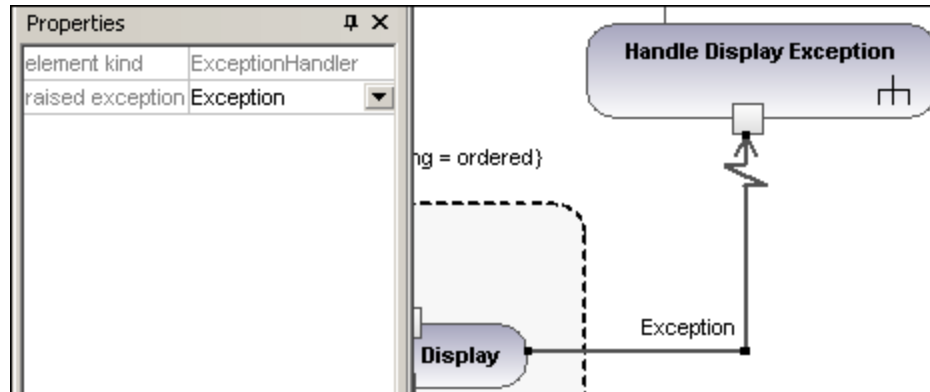 Properties
element kind ExceptionHandler
raised exception Exception
Handle Display Exception
ng = ordered}
Exception
Display